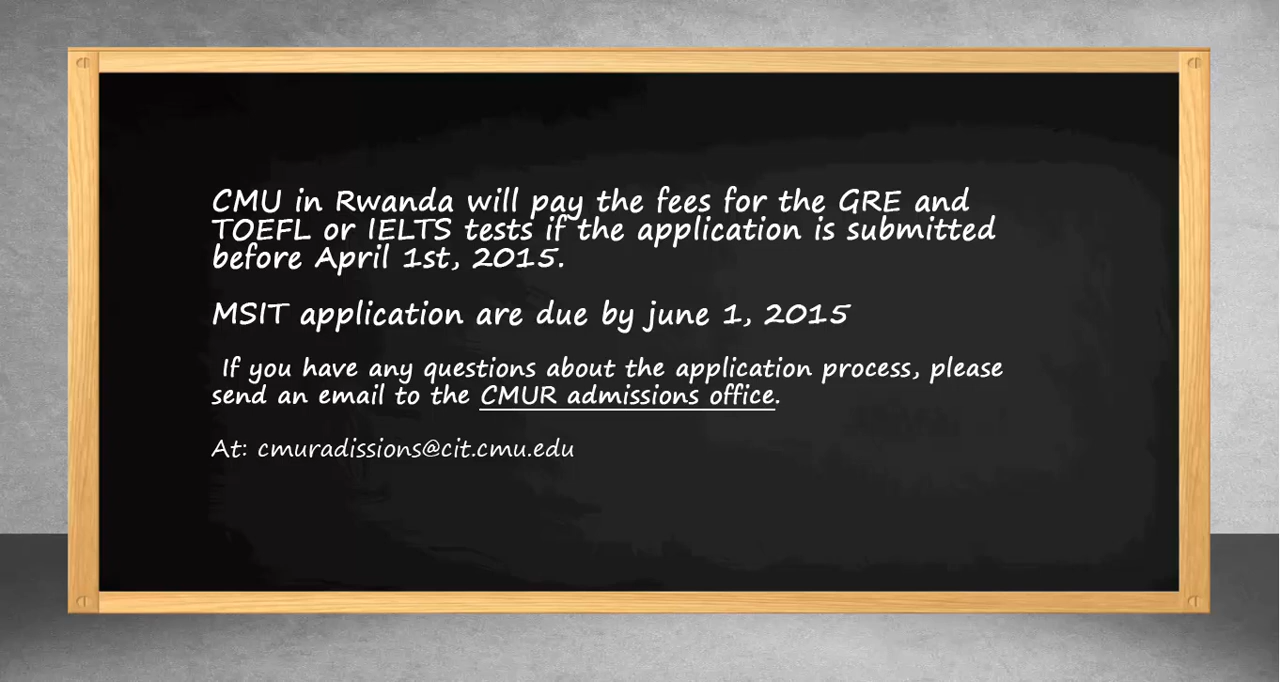 CMU in Rwanda will pay the fees for the GRE and
TOEFL or IELTS tests if the application is submitted
before April 1st, 2015.
MSIT application are due by june 1, 2015
If you have any questions about the application process, please
send an email to the CMUR admissions office.
At: cmuradissions@cit.cmu.edu